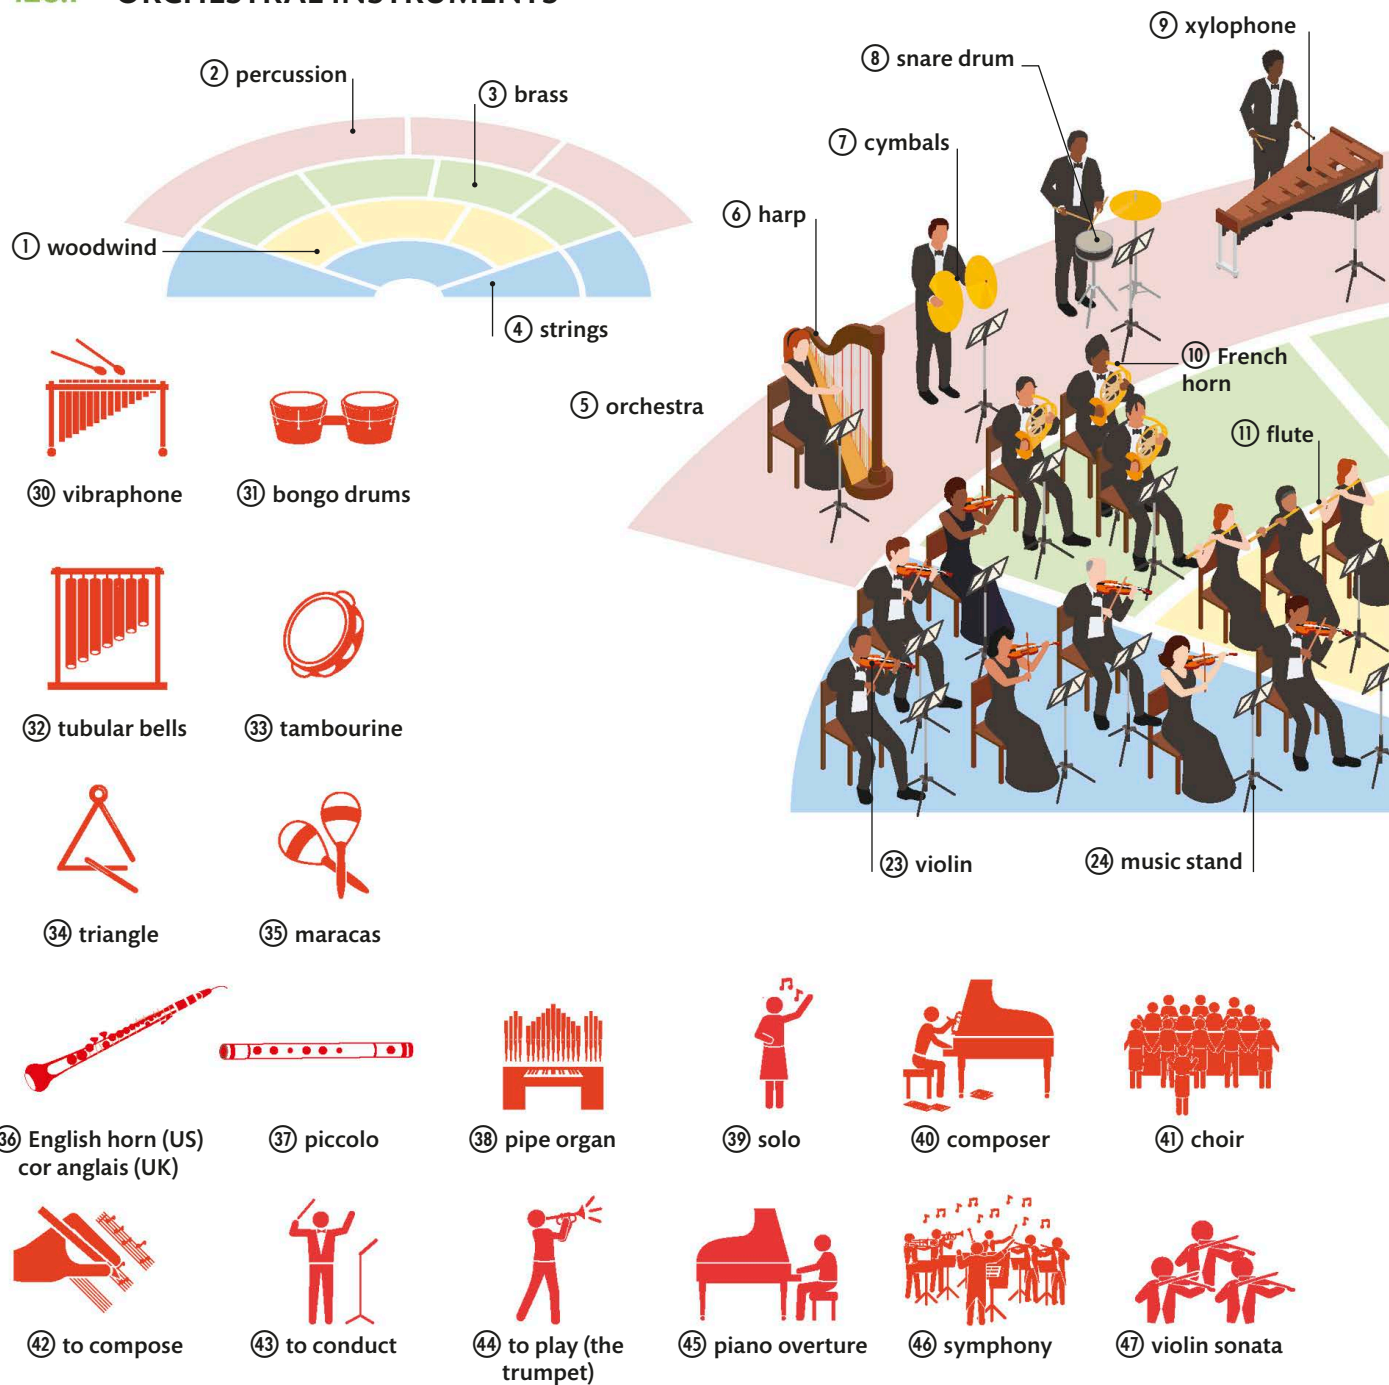 ORCHESTRAL INSTRUMENTS
② percussion
③ brass
① woodwind
④ strings
⑤ orchestra
⑥ harp
⑦ cymbals
⑧ snare drum
⑨ xylophone
⑩ French
horn
⑪ flute
㉓ violin
㉔ music stand
㉚ vibraphone
㉛ bongo drums
㉜ tubular bells
㉝ tambourine
㉞ triangle
㉟ maracas
㊱ English horn (US)
cor anglais (UK)
㊲ piccolo
㊳ pipe organ
㊴ solo
㊵ composer
㊶ choir
㊷ to compose
㊸ to conduct
㊹ to play (the
trumpet)
㊺ piano overture
㊻ symphony
㊼ violin sonata